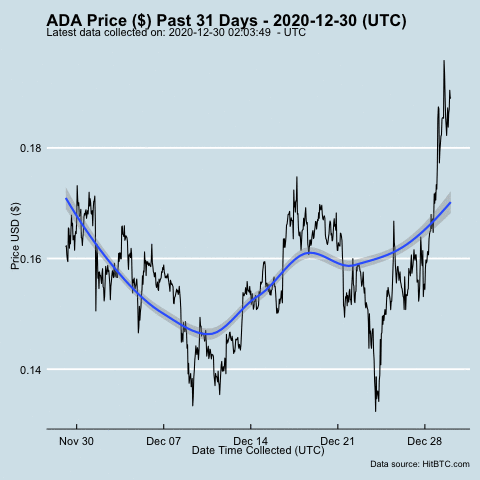 ADA Price ($) Past 31 Days - 2020-12-30 (UTC)
Latest data collected on: 2020-12-30 02:03:49 - UTC
0.18
0.16
0.14
Price USD ($)
Nov 30 Dec 07 Dec 14 Dec 21 Dec 28
Date Time Collected (UTC)
Data source: HitBTC.com